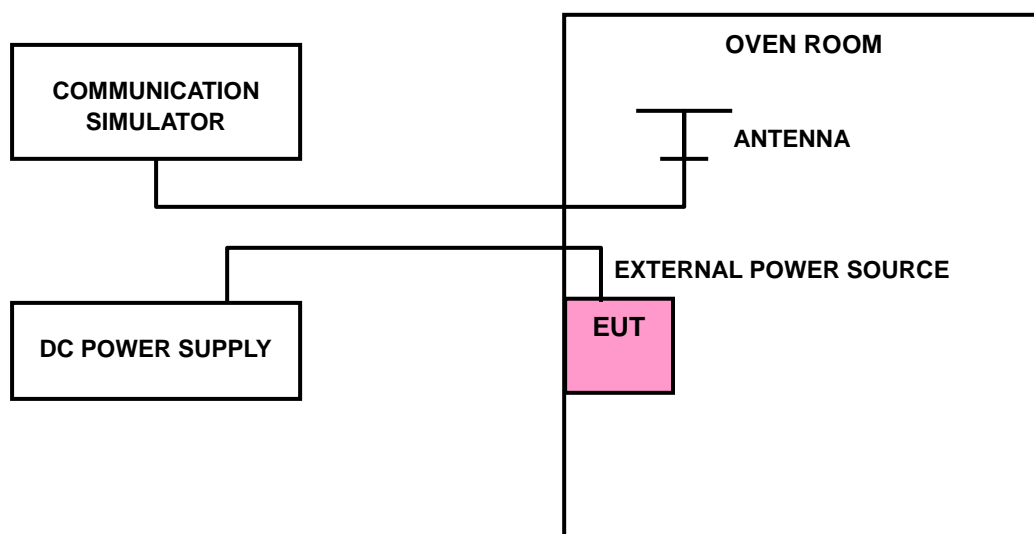 OVEN ROOM
COMMUNICATION
SIMULATOR
ANTENNA
EXTERNAL POWER SOURCE
EUT
DC POWER SUPPLY